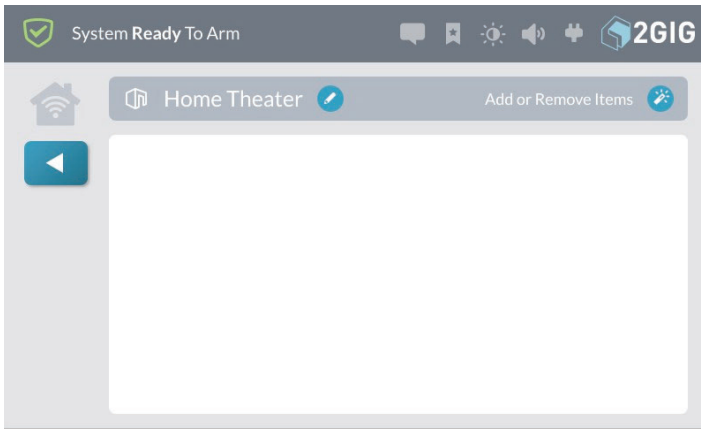 System Ready To Arm
2GIG
Home Theater
Add or Remove Items